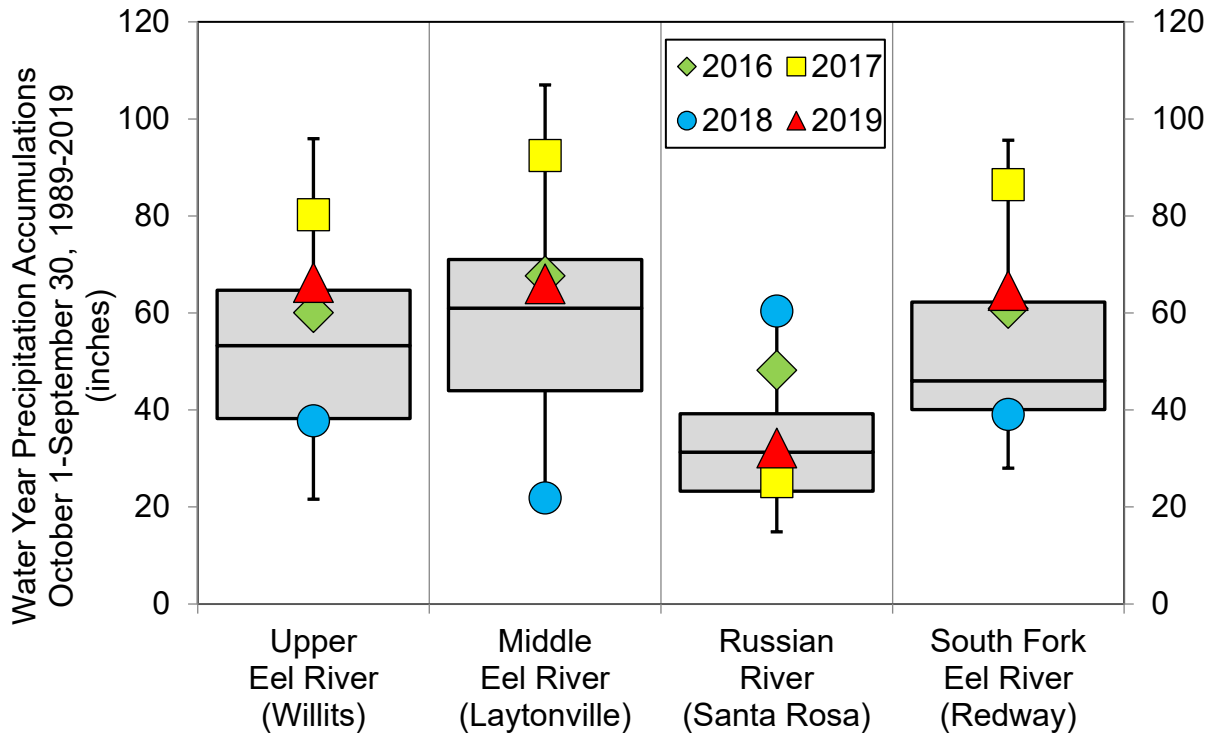 Water Year Precipitation Accumulations
October 1-September 30, 1989-2019
(inches)
120
100
80
60
40
20
0
2016 2017
2018 2019
120
100
80
60
40
20
0
Upper
Eel River
(Willits)
Middle
Eel River
(Laytonville)
Russian
River
(Santa Rosa)
South Fork
Eel River
(Redway)